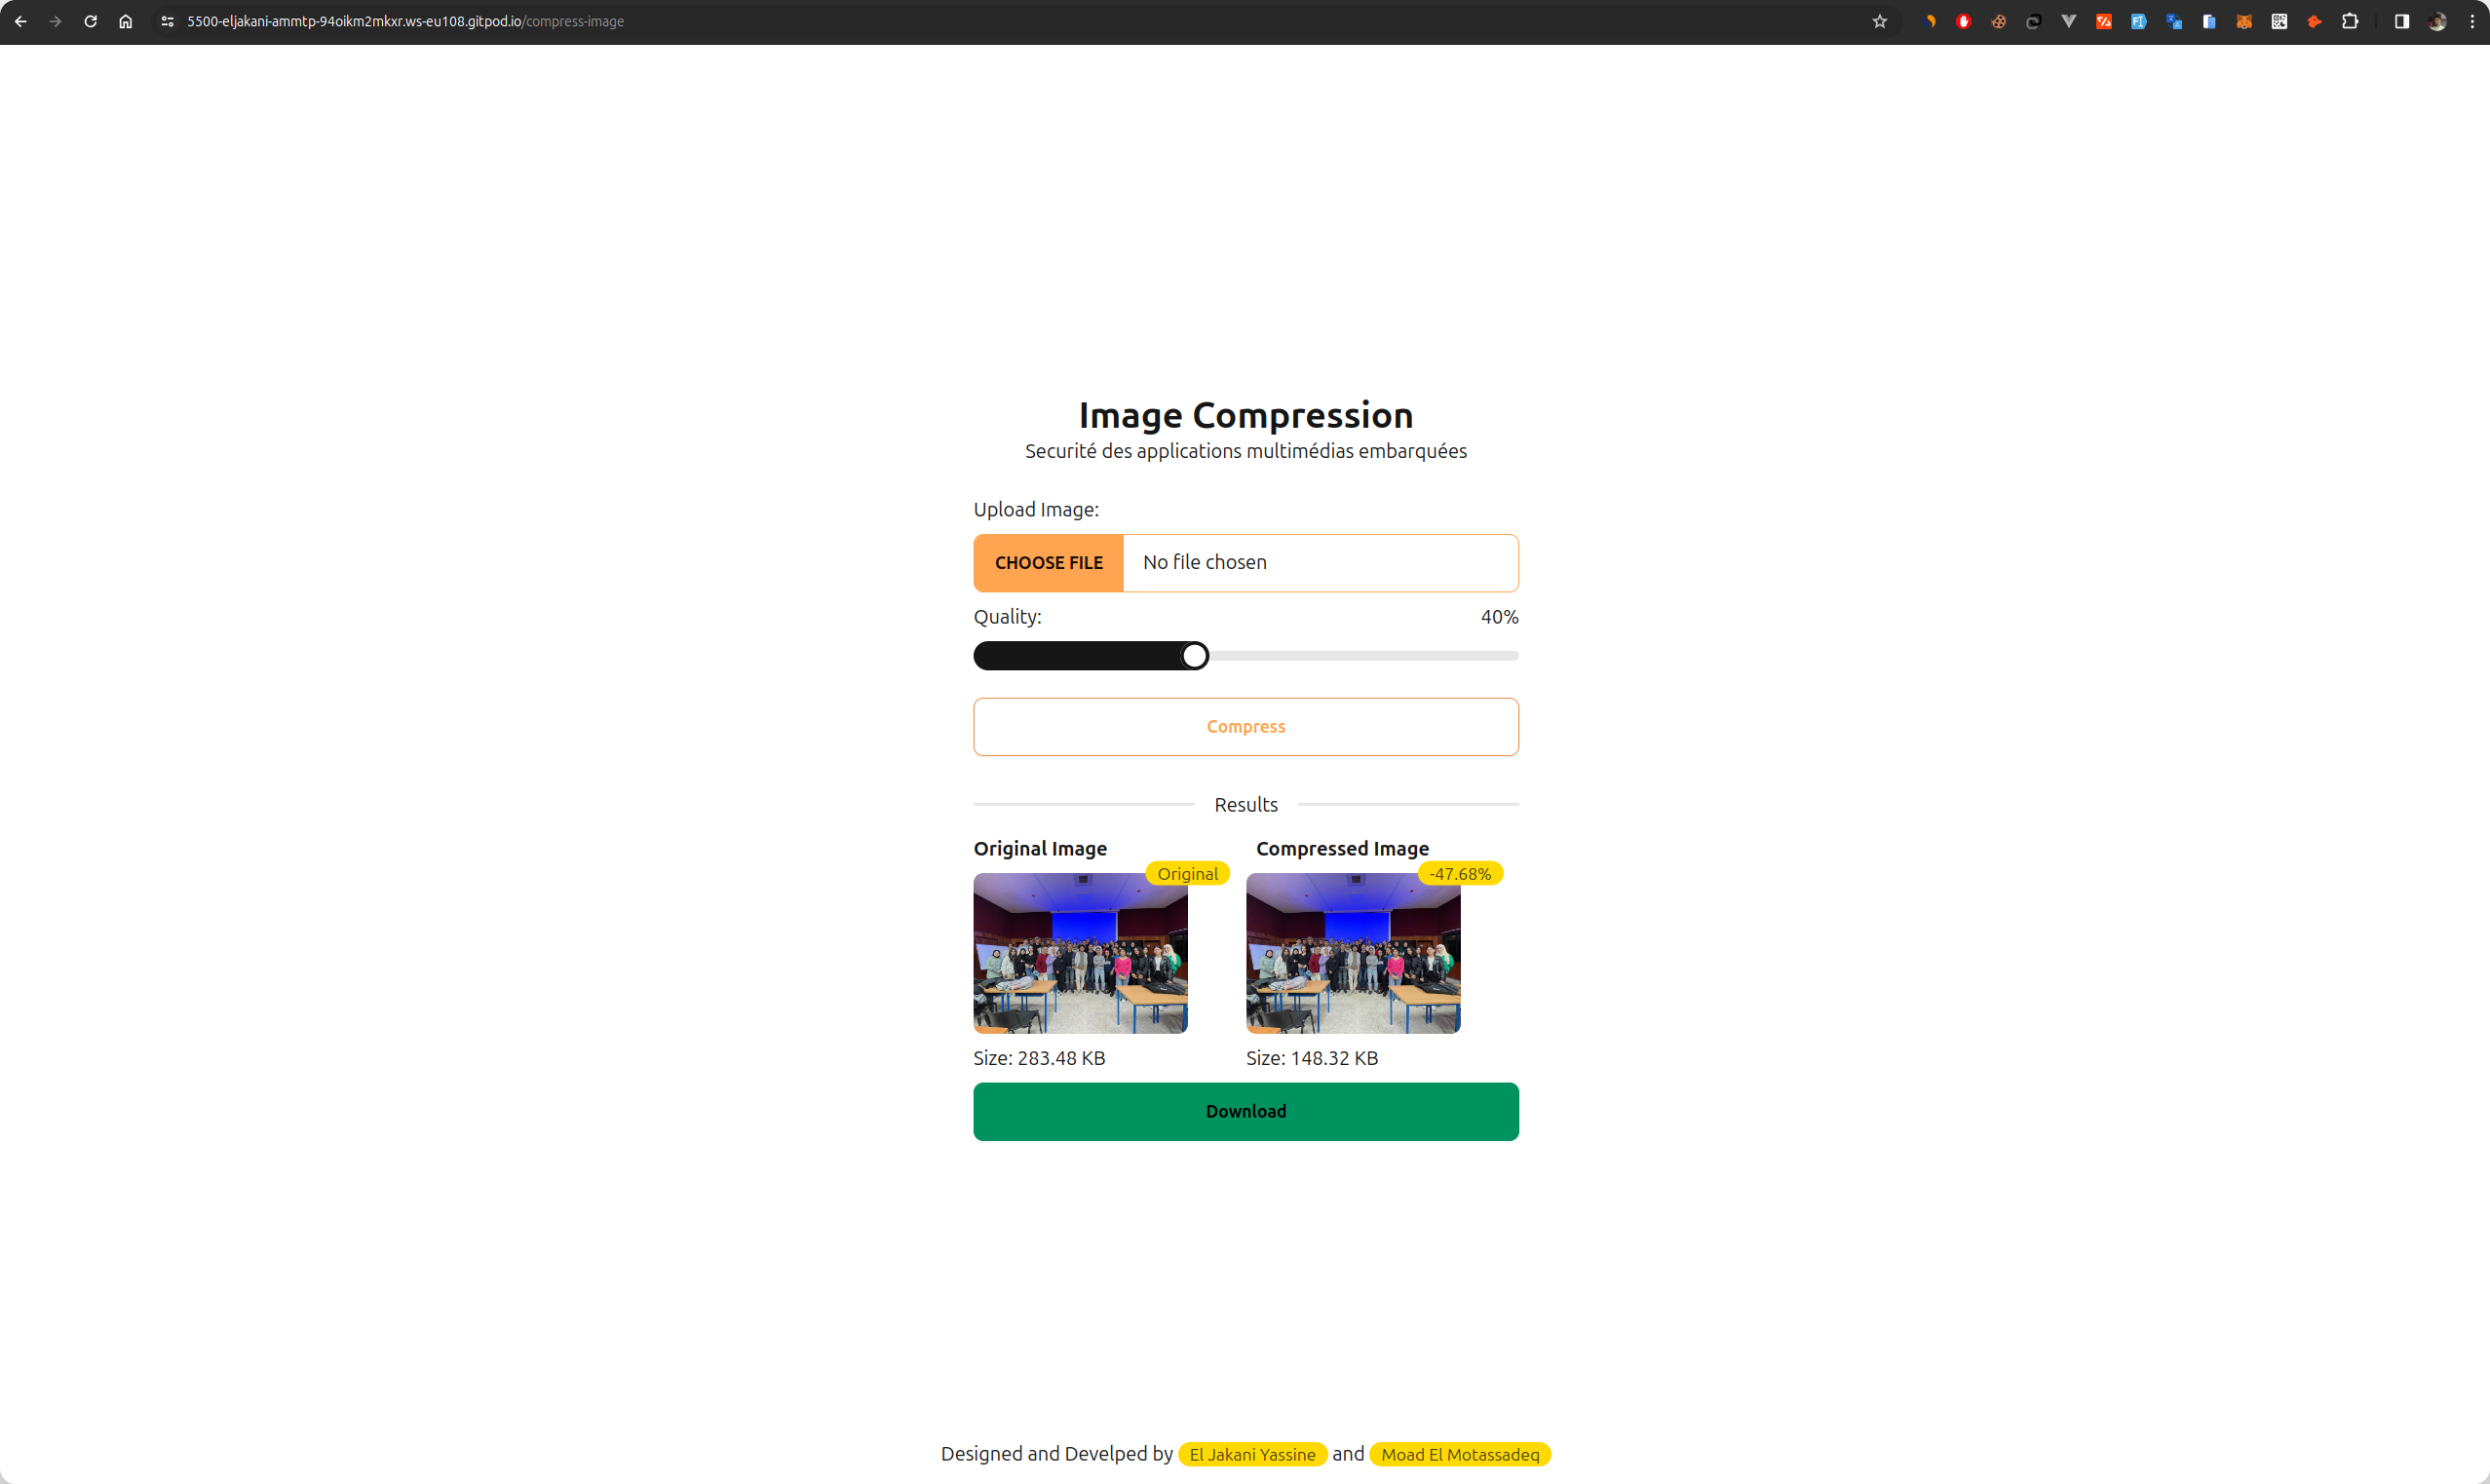 5500-eljakani-ammtp-94oikm2mkxr.ws-eu108.gitpod.io/compress-image
Image Compression
Securité des applications multimédias embarquées
Upload Image:
CHOOSE FILE No file chosen
Quality: 40%
Compress
Results
Original Image Compressed Image
Original -47.68%
Size: 283.48 KB Size: 148.32 KB
Download
Designed and Develped by El Jakani Yassine and Moad El Motassadeq